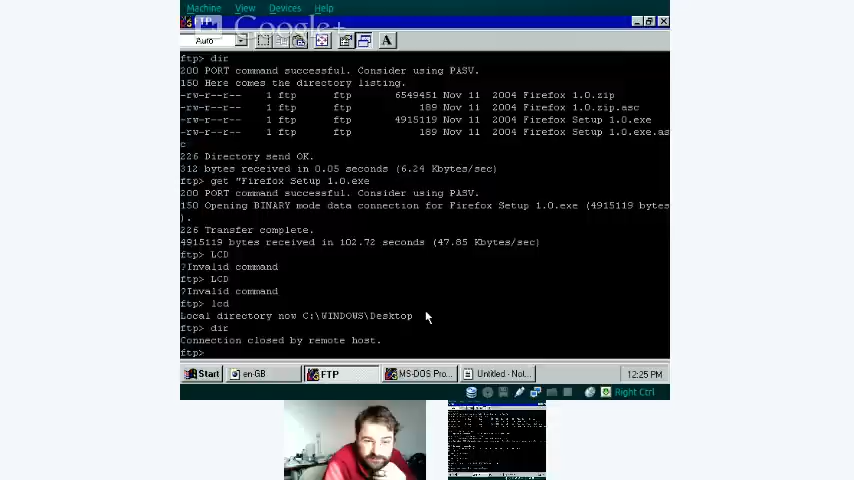 Machine View Devices Help
Google+
FTP
Auto
A
ftp> dir
200 PORT command successful. Consider using PASV.
150 Here comes the directory listing.
-rw-r--r-- 1 ftp ftp 6549451 Nov 11 2004 Firefox 1.0.zip
-rw-r--r-- 1 ftp ftp 189 Nov 11 2004 Firefox 1.0.zip.asc
-rw-r--r-- 1 ftp ftp 4915119 Nov 11 2004 Firefox Setup 1.0.exe
-rw-r--r-- 1 ftp ftp 189 Nov 11 2004 Firefox Setup 1.0.exe.as
c
226 Directory send OK.
312 bytes received in 0.05 seconds (6.24 Kbytes/sec)
ftp> get "Firefox Setup 1.0.exe
200 PORT command successful. Consider using PASV.
150 Opening BINARY mode data connection for Firefox Setup 1.0.exe (4915119 bytes
).
226 Transfer complete.
4915119 bytes received in 102.72 seconds (47.85 Kbytes/sec)
ftp> LCD
?Invalid command
ftp> LCD
?Invalid command
ftp> lcd
Local directory now C:\WINDOWS\Desktop
ftp> dir
Connection closed by remote host.
ftp>
Start en-GB FTP MS-DOS Pro... Untitled - Not... 12:25 PM
Right Ctrl